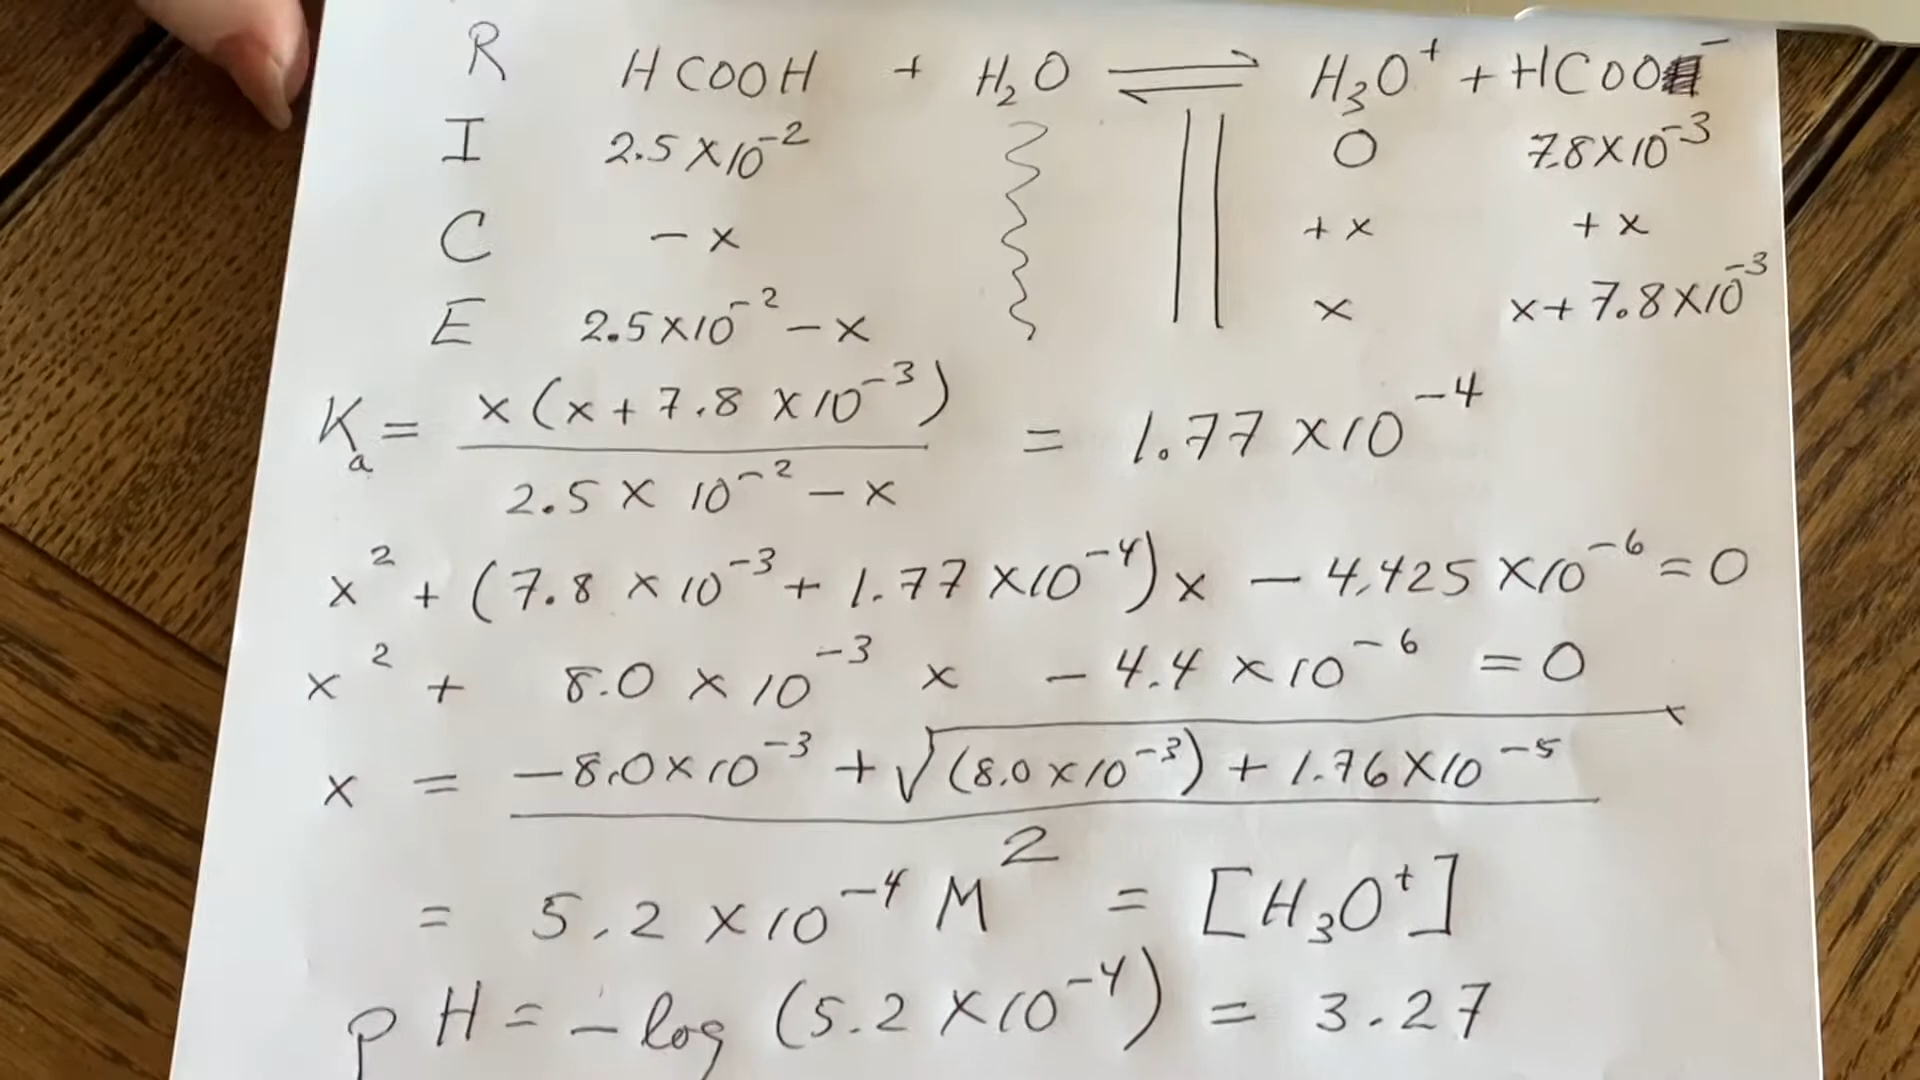 R HCOOH + H₂O ⇌ H₃O⁺ + HCOO⁻
I 2.5 × 10⁻² 0 7.8 × 10⁻³
C − x + x + x
E 2.5 × 10⁻² − x x x + 7.8 × 10⁻³
Kₐ = x (x + 7.8 × 10⁻³) / 2.5 × 10⁻² − x = 1.77 × 10⁻⁴
x² + (7.8 × 10⁻³ + 1.77 × 10⁻⁴) x − 4.425 × 10⁻⁶ = 0
x² + 8.0 × 10⁻³ x − 4.4 × 10⁻⁶ = 0
x = −8.0 × 10⁻³ + √(8.0 × 10⁻³) + 1.76 × 10⁻⁵ / 2
= 5.2 × 10⁻⁴ M = [H₃O⁺]
pH = − log (5.2 × 10⁻⁴) = 3.27